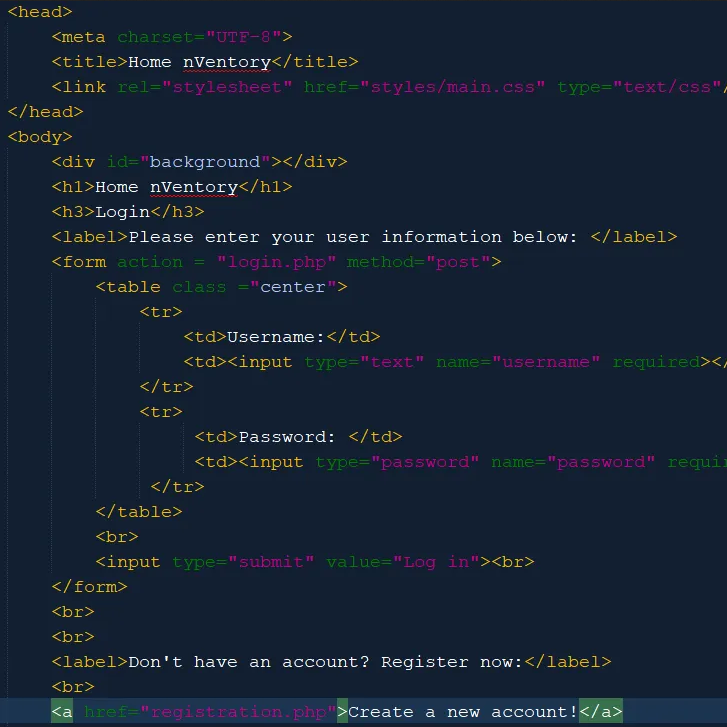 <head>
<meta charset="UTF-8">
<title>Home nVentory</title>
<link rel="stylesheet" href="styles/main.css" type="text/css"/
</head>
<body>
<div id="background"></div>
<h1>Home nVentory</h1>
<h3>Login</h3>
<label>Please enter your user information below: </label>
<form action = "login.php" method="post">
<table class ="center">
<tr>
<td>Username:</td>
<td><input type="text" name="username" required></
</tr>
<tr>
<td>Password: </td>
<td><input type="password" name="password" requir
</tr>
</table>
<br>
<input type="submit" value="Log in"><br>
</form>
<br>
<br>
<label>Don't have an account? Register now:</label>
<br>
<a href="registration.php">Create a new account!</a>